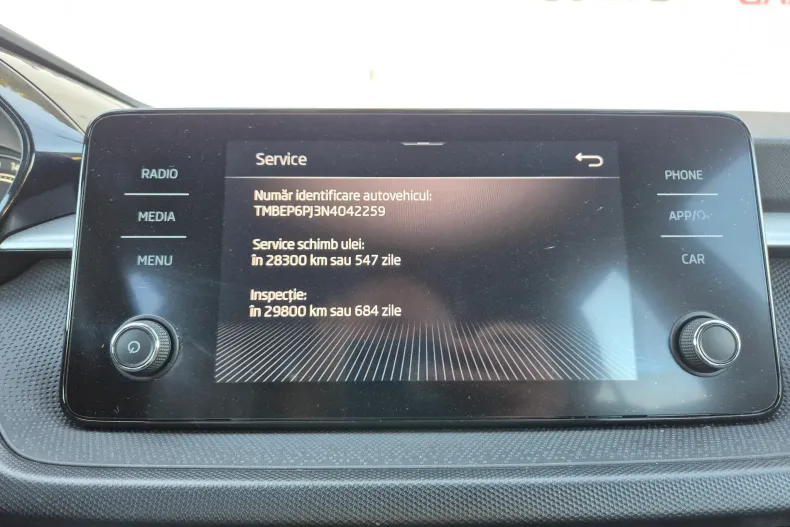 Service
RADIO
MEDIA
MENU
Număr identificare autovehicul:
TMBEP6PJ3N4042259
Service schimb ulei:
în 28300 km sau 547 zile
Inspecție:
în 29800 km sau 684 zile
PHONE
APP/
CAR